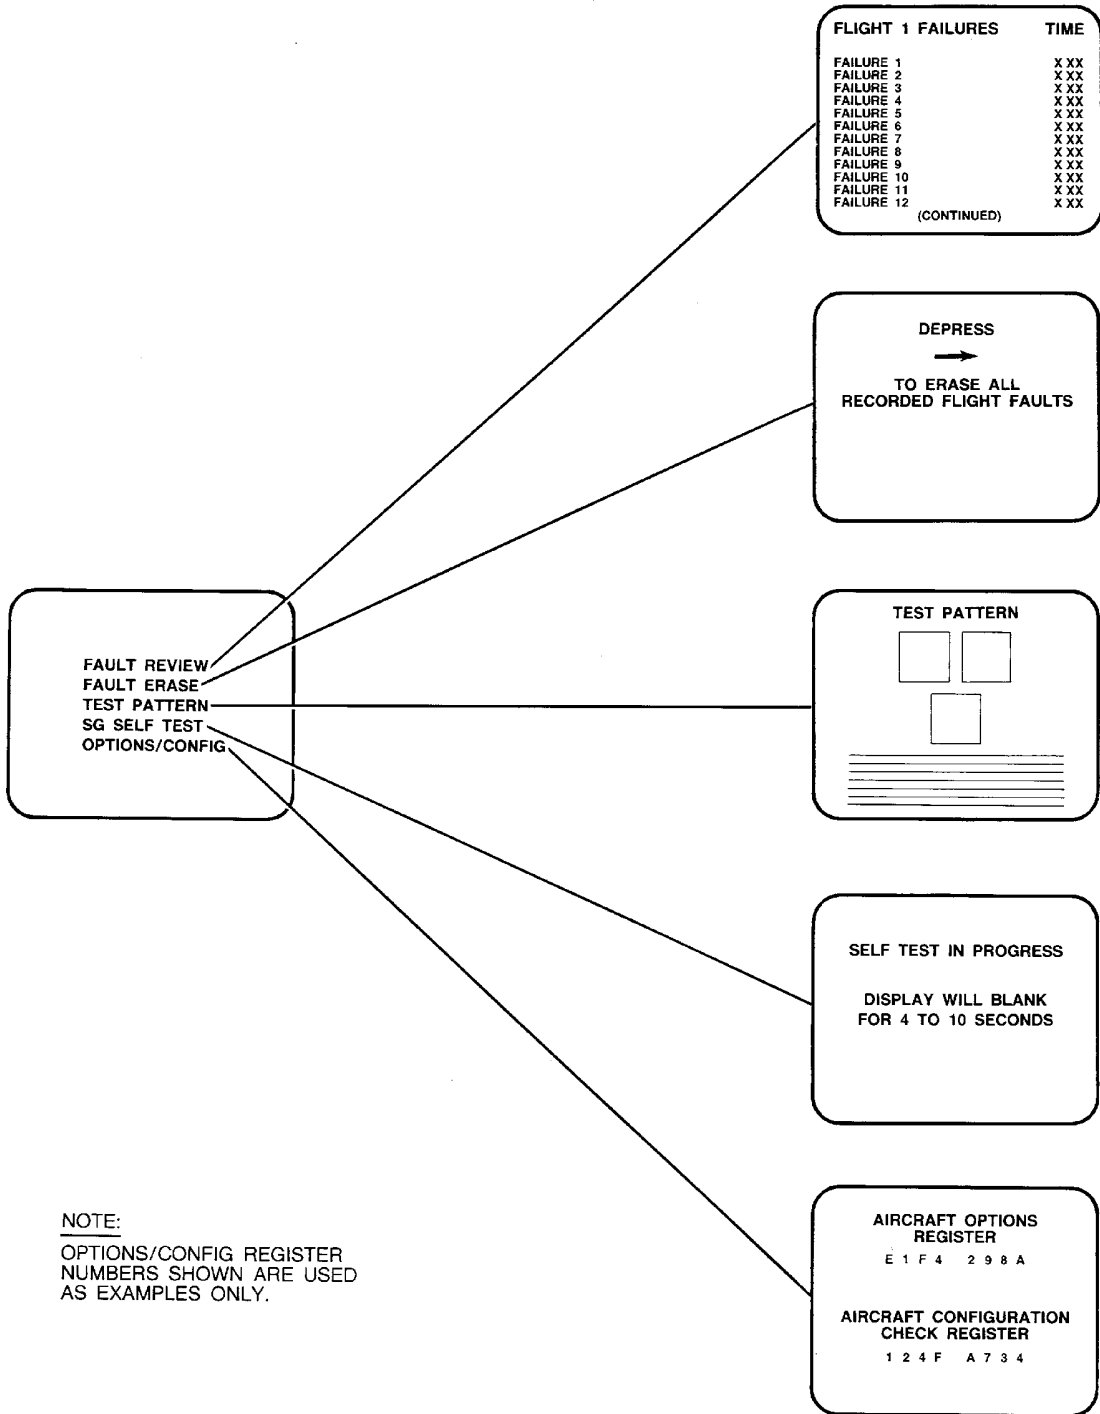 FLIGHT 1 FAILURES TIME
FAILURE 1 X XX
FAILURE 2 X XX
FAILURE 3 X XX
FAILURE 4 X XX
FAILURE 5 X XX
FAILURE 6 X XX
FAILURE 7 X XX
FAILURE 8 X XX
FAILURE 9 X XX
FAILURE 10 X XX
FAILURE 11 X XX
FAILURE 12 X XX
(CONTINUED)
DEPRESS
TO ERASE ALL
RECORDED FLIGHT FAULTS
FAULT REVIEW
FAULT ERASE
TEST PATTERN
SG SELF TEST
OPTIONS/CONFIG
TEST PATTERN
SELF TEST IN PROGRESS
DISPLAY WILL BLANK
FOR 4 TO 10 SECONDS
AIRCRAFT OPTIONS
REGISTER
E 1 F 4 2 9 8 A
AIRCRAFT CONFIGURATION
CHECK REGISTER
1 2 4 F A 7 3 4
NOTE:
OPTIONS/CONFIG REGISTER
NUMBERS SHOWN ARE USED
AS EXAMPLES ONLY.